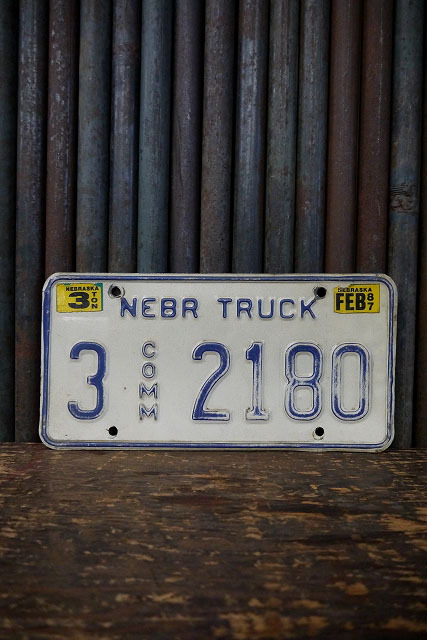 NEBRASKA
3 TON
NEBR TRUCK
NEBRASKA
FEB 87
3 COMM 2180